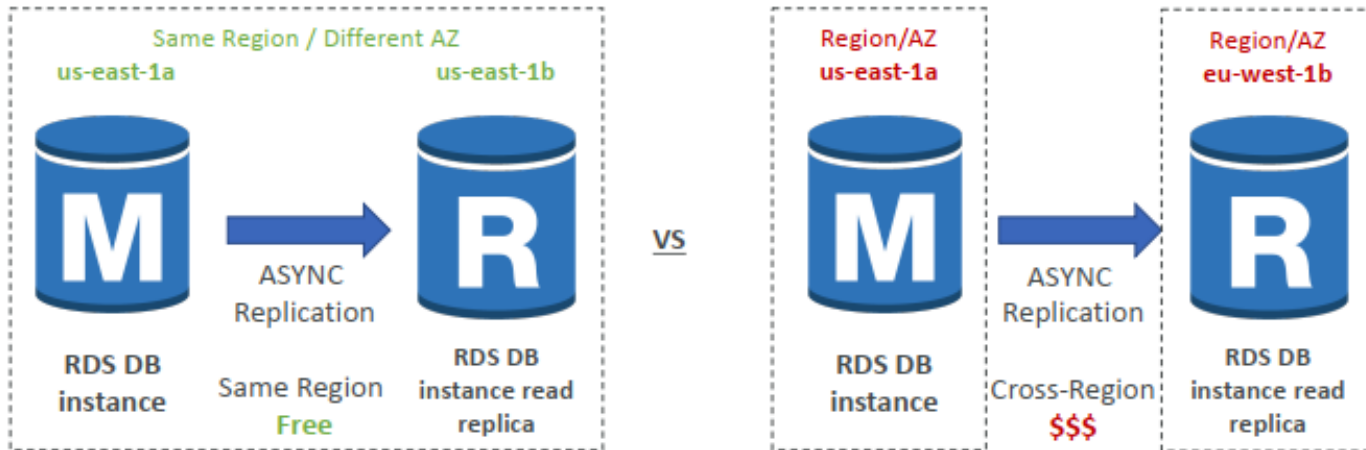 Same Region / Different AZ
us-east-1a
us-east-1b
M
R
ASYNC
Replication
RDS DB
instance
Same Region
Free
RDS DB
instance read
replica
VS
Region/AZ
us-east-1a
Region/AZ
eu-west-1b
M
R
ASYNC
Replication
RDS DB
instance
Cross-Region
$$$
RDS DB
instance read
replica